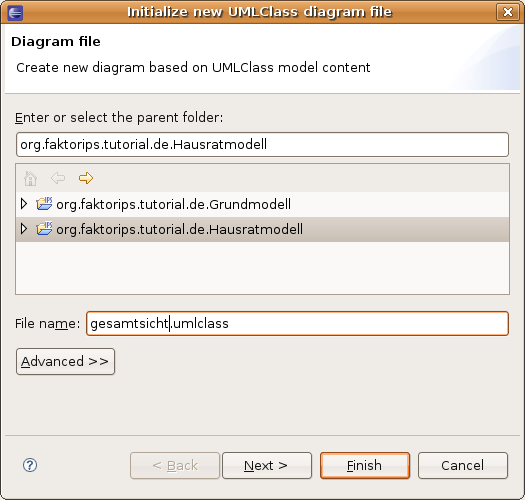 Initialize new UMLClass diagram file
Diagram file
Create new diagram based on UMLClass model content
Enter or select the parent folder:
org.faktorips.tutorial.de.Hausratmodell
IPS org.faktorips.tutorial.de.Grundmodell
IPS org.faktorips.tutorial.de.Hausratmodell
File name: gesamtsicht.umlclass
Advanced >>
? < Back Next > Finish Cancel